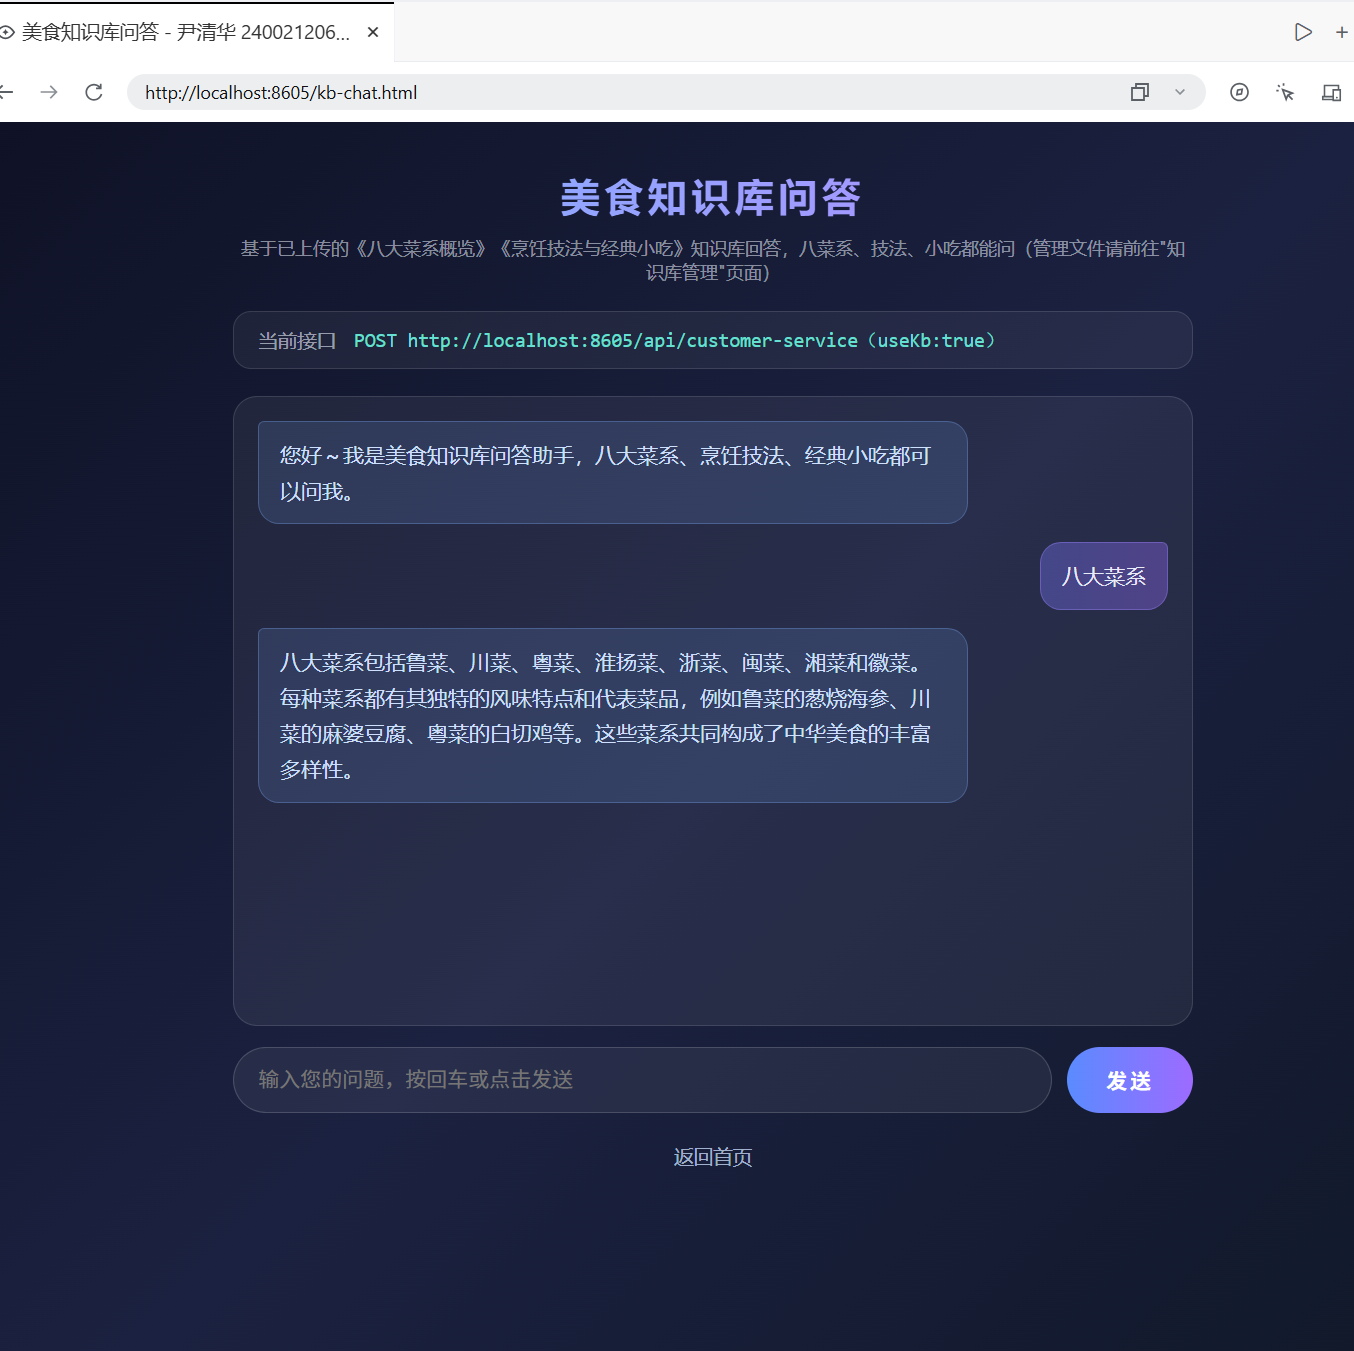 美食知识库问答 - 尹清华 240021206...
http://localhost:8605/kb-chat.html
美食知识库问答
基于已上传的《八大菜系概览》《烹饪技法与经典小吃》知识库回答，八菜系、技法、小吃都能问（管理文件请前往"知
识库管理"页面）
当前接口 POST http://localhost:8605/api/customer-service（useKb:true）
您好～我是美食知识库问答助手，八大菜系、烹饪技法、经典小吃都可
以问我。
八大菜系
八大菜系包括鲁菜、川菜、粤菜、淮扬菜、浙菜、闽菜、湘菜和徽菜。
每种菜系都有其独特的风味特点和代表菜品，例如鲁菜的葱烧海参、川
菜的麻婆豆腐、粤菜的白切鸡等。这些菜系共同构成了中华美食的丰富
多样性。
输入您的问题，按回车或点击发送
发送
返回首页